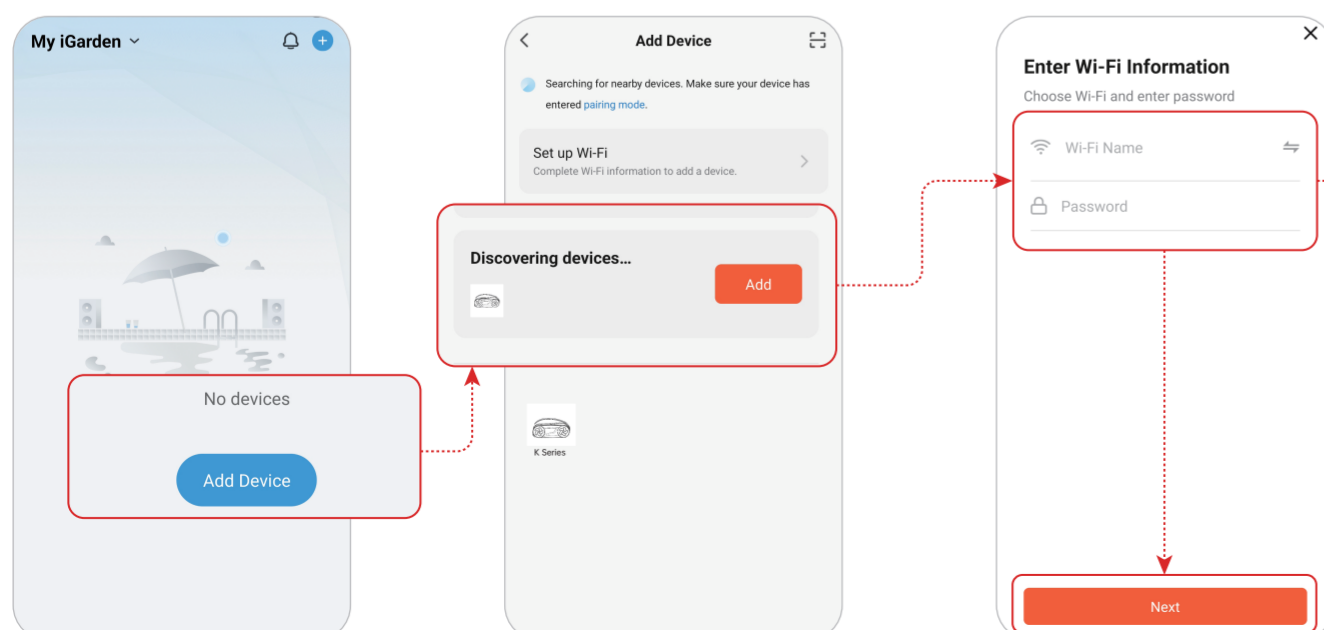 My iGarden
No devices
Add Device
Add Device
Searching for nearby devices. Make sure your device has
entered pairing mode.
Set up Wi-Fi
Complete Wi-Fi information to add a device.
Discovering devices...
Add
K Series
Enter Wi-Fi Information
Choose Wi-Fi and enter password
Wi-Fi Name
Password
Next